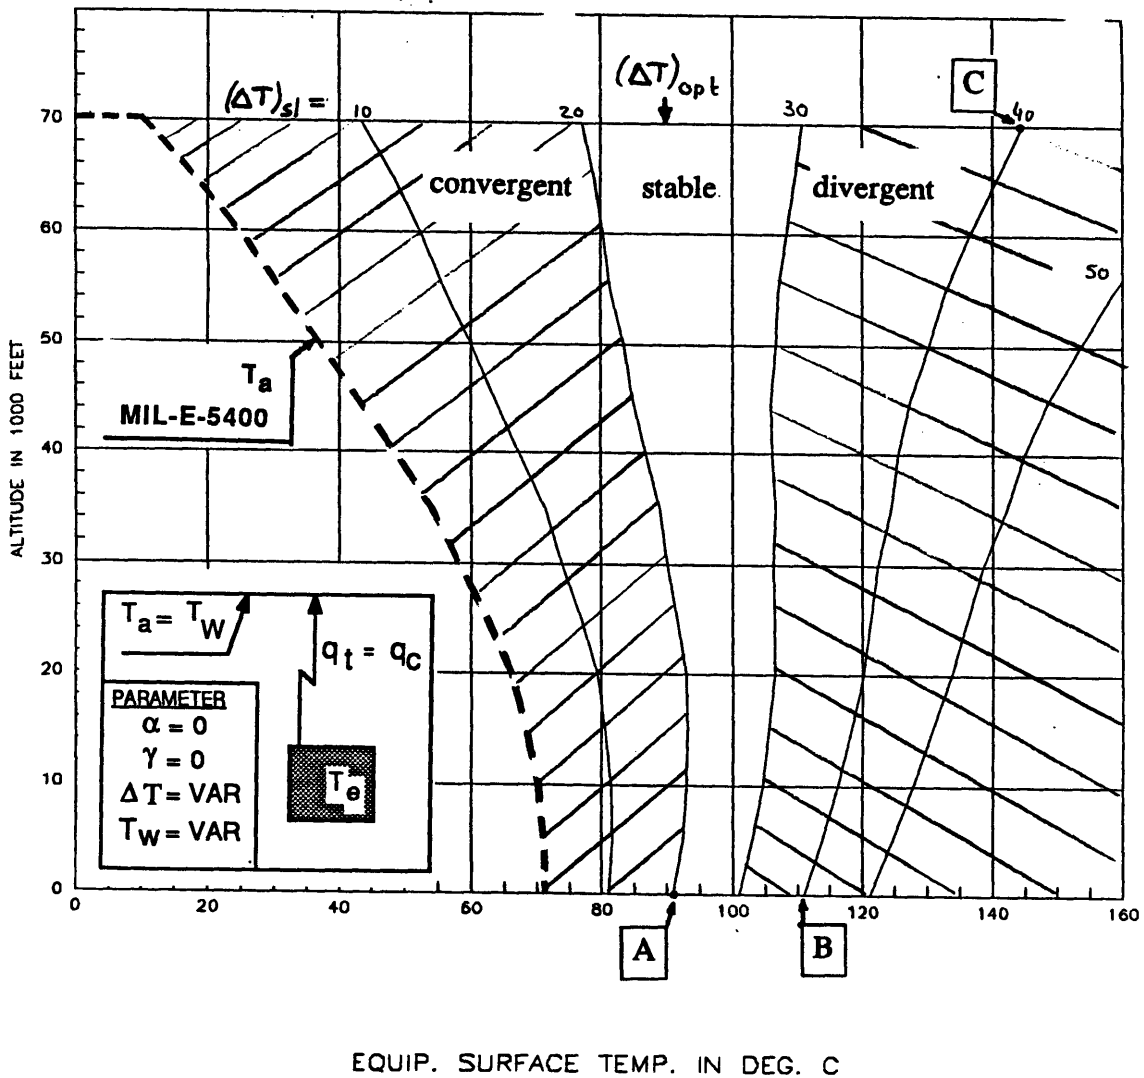 80
70
60
50
40
30
20
10
0
ALTITUDE IN 1000 FEET
(ΔT)sl =
10
20
(ΔT)opt
30
C
40
convergent
stable
divergent
50
Ta
MIL-E-5400
Ta = TW
qt = qC
PARAMETER
α = 0
γ = 0
ΔT = VAR
TW = VAR
Te
0
20
40
60
80
100
120
140
160
A
B
EQUIP. SURFACE TEMP. IN DEG. C